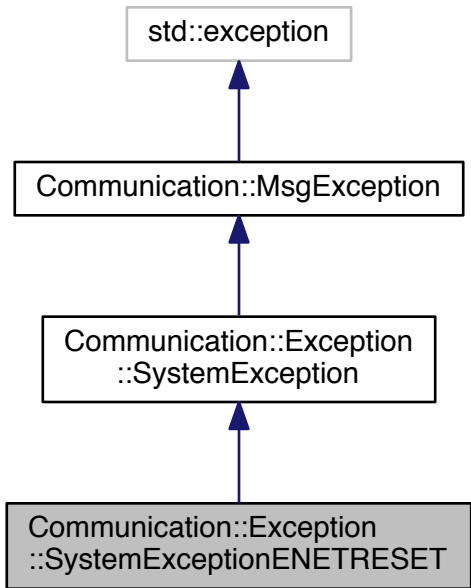 std::exception
Communication::MsgException
Communication::Exception
::SystemException
Communication::Exception
::SystemExceptionENETRESET